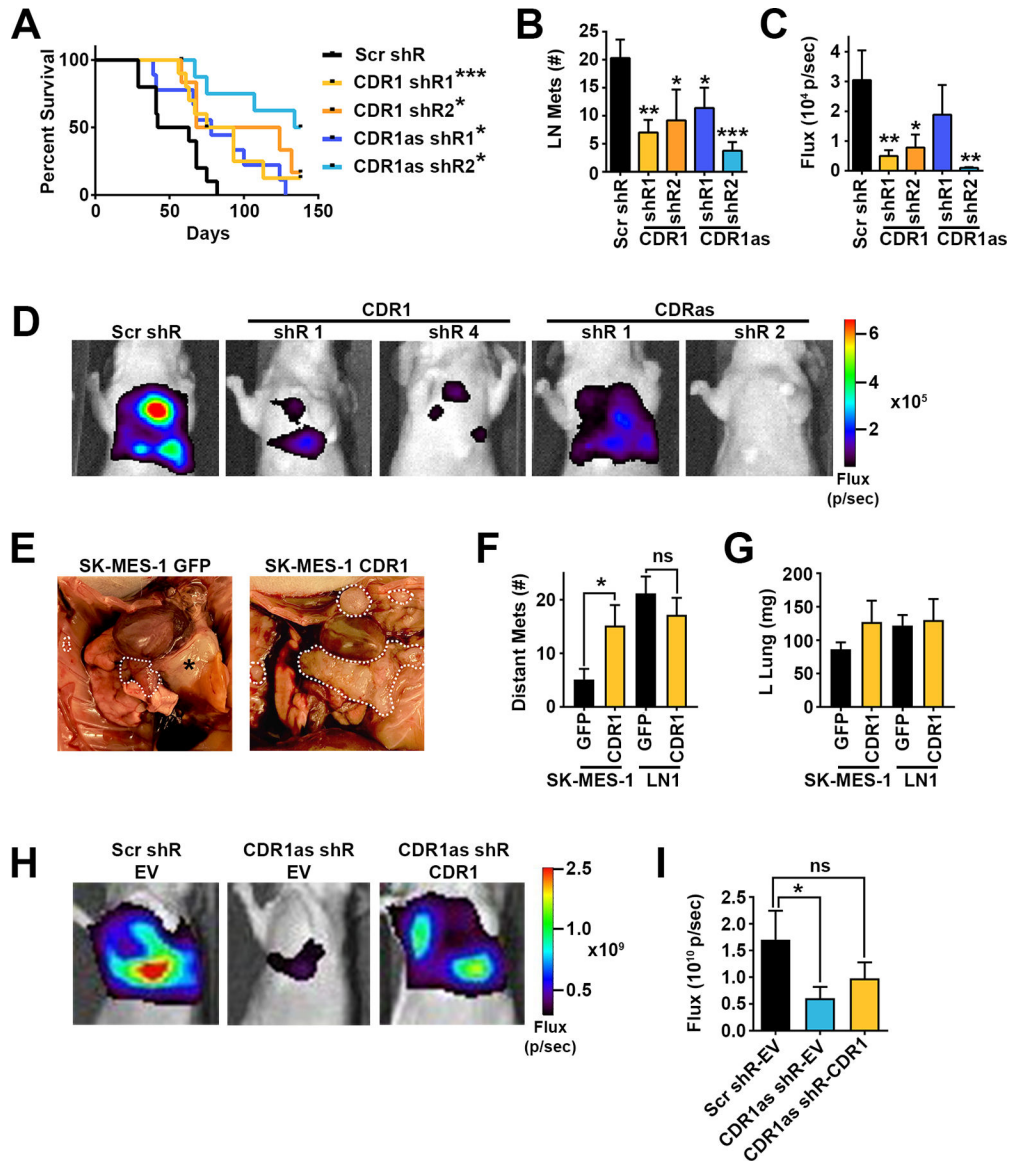 A
Percent Survival
100
50
0
0
50
100
150
Days
Scr shR
CDR1 shR1***
CDR1 shR2*
CDR1as shR1*
CDR1as shR2*
B
LN Mets (#)
25
20
15
10
5
0
**
*
*
***
Scr shR
shR1
shR2
shR1
shR2
CDR1
CDR1as
C
Flux (10⁴ p/sec)
4
3
2
1
0
**
*
**
Scr shR
shR1
shR2
shR1
shR2
CDR1
CDR1as
D
CDR1
CDRas
Scr shR
shR 1
shR 4
shR 1
shR 2
6
4
2
x10⁵
Flux
(p/sec)
E
SK-MES-1 GFP
SK-MES-1 CDR1
*
F
Distant Mets (#)
20
10
0
*
ns
GFP
CDR1
GFP
CDR1
SK-MES-1
LN1
G
L Lung (mg)
200
150
100
50
0
GFP
CDR1
GFP
CDR1
SK-MES-1
LN1
H
Scr shR
EV
CDR1as shR
EV
CDR1as shR
CDR1
2.5
1.0
0.5
x10⁹
Flux
(p/sec)
I
Flux (10¹⁰ p/sec)
2.5
2.0
1.5
1.0
0.5
0.0
ns
*
Scr shR-EV
CDR1as shR-EV
CDR1as shR-CDR1